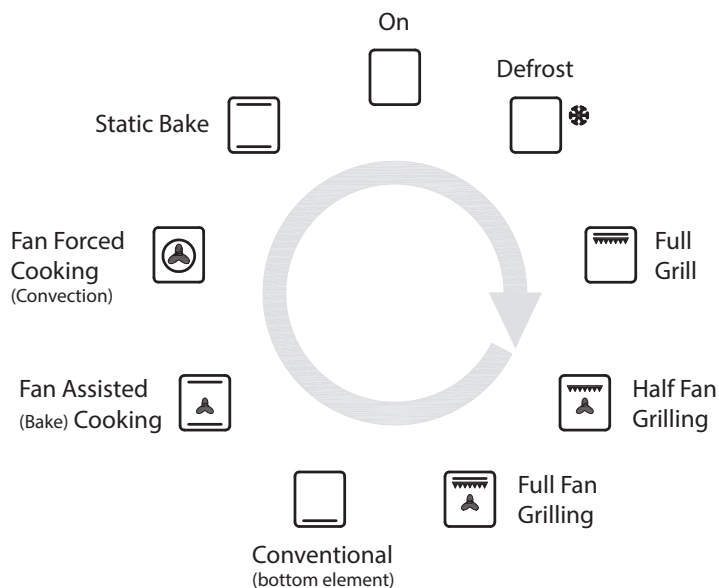 On
Defrost
Static Bake
Full
Grill
Fan Forced
Cooking
(Convection)
Half Fan
Grilling
Fan Assisted
(Bake) Cooking
Full Fan
Grilling
Conventional
(bottom element)